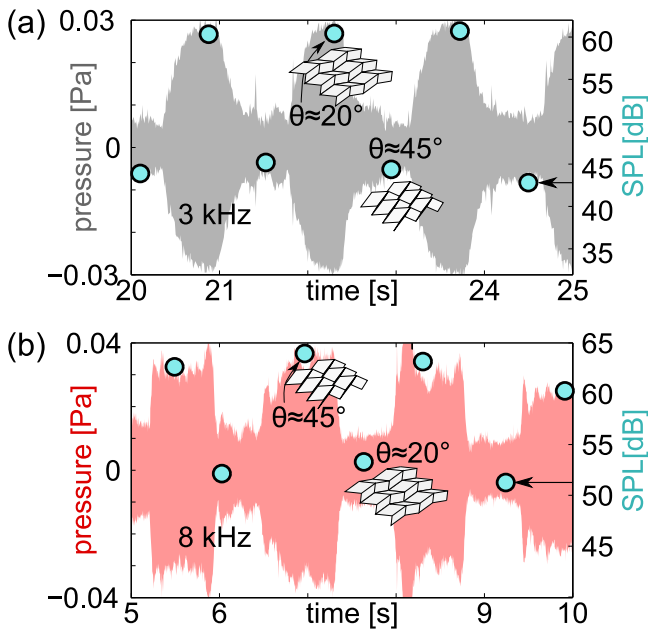 (a)
0.03
0
−0.03
pressure [Pa]
θ≈20°
θ≈45°
3 kHz
60
55
50
45
40
35
SPL[dB]
20
21
time [s]
24
25
(b)
0.04
0
−0.04
pressure [Pa]
θ≈45°
θ≈20°
8 kHz
65
60
55
50
45
SPL[dB]
5
6
time [s]
9
10